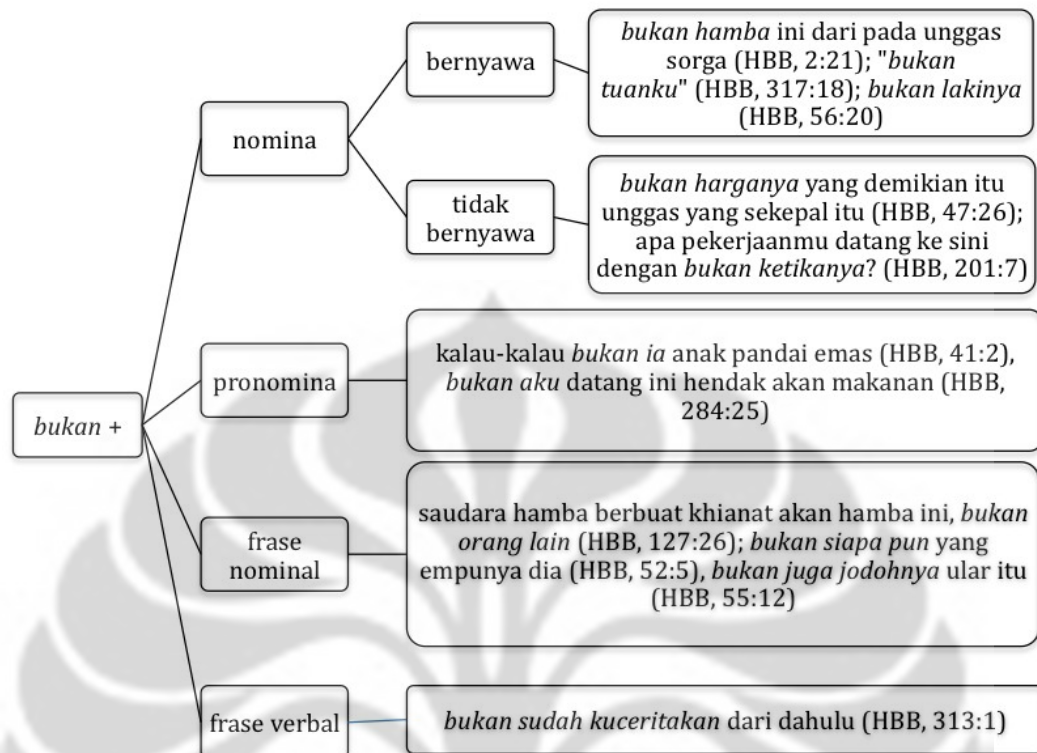 bukan +
nomina
bernyawa
bukan hamba ini dari pada unggas
sorga (HBB, 2:21); "bukan
tuanku" (HBB, 317:18); bukan lakinya
(HBB, 56:20)
tidak
bernyawa
bukan harganya yang demikian itu
unggas yang sekepal itu (HBB, 47:26);
apa pekerjaanmu datang ke sini
dengan bukan ketikanya? (HBB, 201:7)
pronomina
kalau-kalau bukan ia anak pandai emas (HBB, 41:2),
bukan aku datang ini hendak akan makanan (HBB,
284:25)
frase
nominal
saudara hamba berbuat khianat akan hamba ini, bukan
orang lain (HBB, 127:26); bukan siapa pun yang
empunya dia (HBB, 52:5), bukan juga jodohnya ular itu
(HBB, 55:12)
frase verbal
bukan sudah kuceritakan dari dahulu (HBB, 313:1)